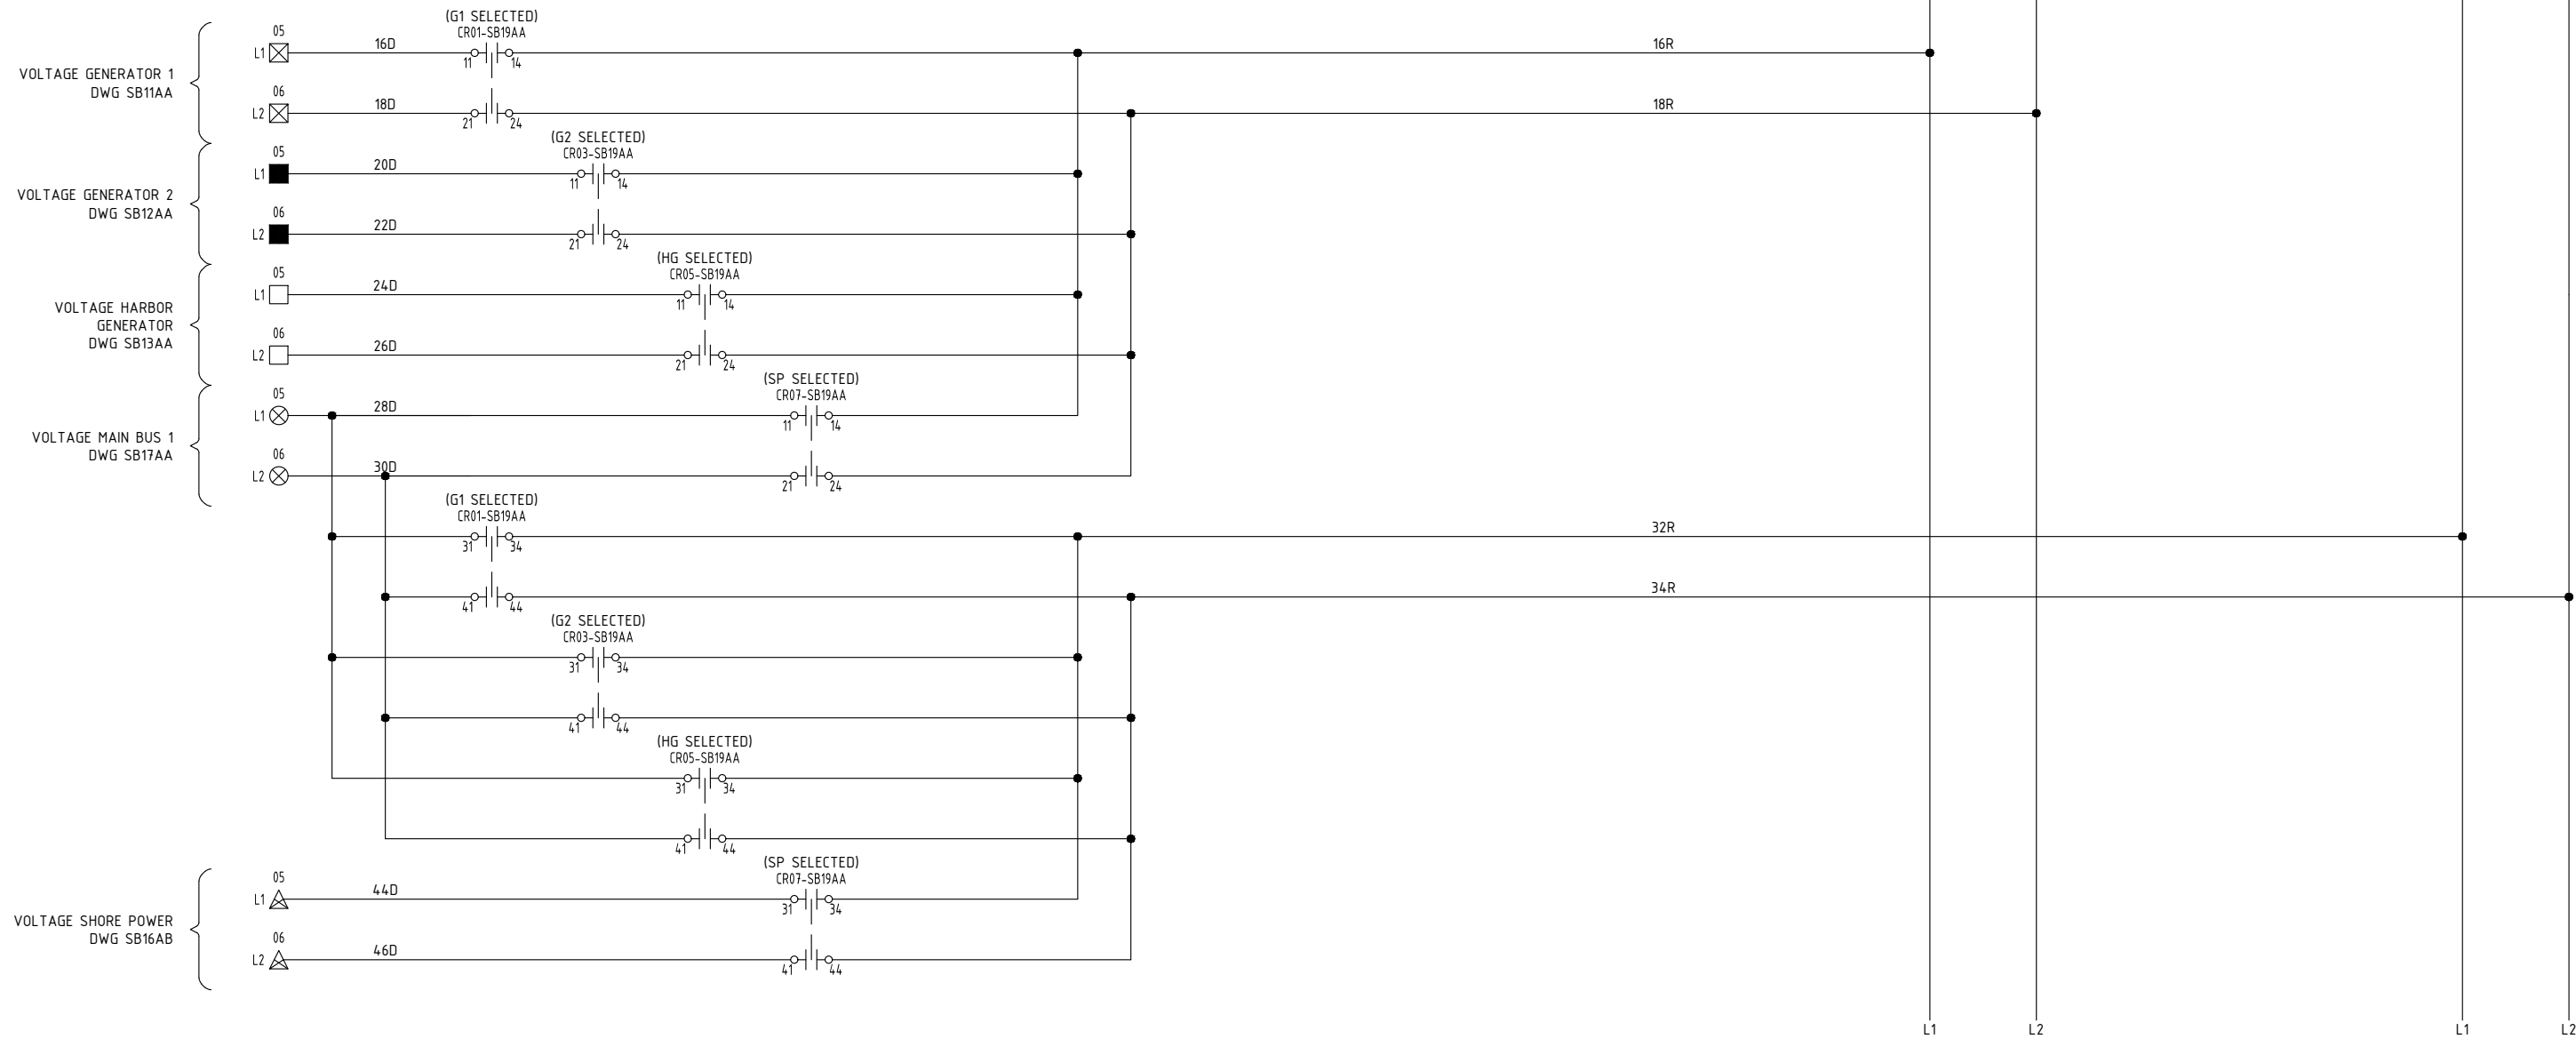 (G1 SELECTED)
CR01-SB19AA
05
L1
16D
11
14
16R
VOLTAGE GENERATOR 1
DWG SB11AA
06
L2
18D
21
24
18R
(G2 SELECTED)
CR03-SB19AA
05
L1
20D
11
14
VOLTAGE GENERATOR 2
DWG SB12AA
06
L2
22D
21
24
(HG SELECTED)
CR05-SB19AA
05
L1
24D
11
14
VOLTAGE HARBOR
GENERATOR
DWG SB13AA
06
L2
26D
21
24
(SP SELECTED)
CR07-SB19AA
05
L1
28D
11
14
VOLTAGE MAIN BUS 1
DWG SB17AA
06
L2
30D
21
24
(G1 SELECTED)
CR01-SB19AA
31
34
32R
41
44
34R
(G2 SELECTED)
CR03-SB19AA
31
34
41
44
(HG SELECTED)
CR05-SB19AA
31
34
41
44
(SP SELECTED)
CR07-SB19AA
05
L1
44D
31
34
VOLTAGE SHORE POWER
DWG SB16AB
06
L2
46D
41
44
L1
L2
L1
L2